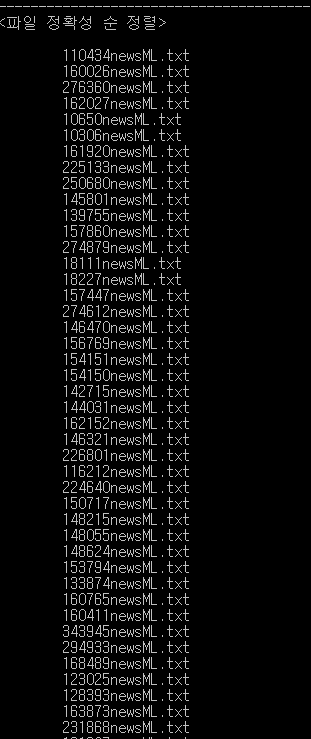 <파일 정확성 순 정렬>
110434newsML.txt
160026newsML.txt
276360newsML.txt
162027newsML.txt
10650newsML.txt
10306newsML.txt
161920newsML.txt
225133newsML.txt
250680newsML.txt
145801newsML.txt
139755newsML.txt
157860newsML.txt
274879newsML.txt
18111newsML.txt
18227newsML.txt
157447newsML.txt
274612newsML.txt
146470newsML.txt
156769newsML.txt
154151newsML.txt
154150newsML.txt
142715newsML.txt
144031newsML.txt
162152newsML.txt
146321newsML.txt
226801newsML.txt
116212newsML.txt
224640newsML.txt
150717newsML.txt
148215newsML.txt
148055newsML.txt
148624newsML.txt
153794newsML.txt
133874newsML.txt
160765newsML.txt
160411newsML.txt
343945newsML.txt
294933newsML.txt
168489newsML.txt
123025newsML.txt
128393newsML.txt
163873newsML.txt
231868newsML.txt